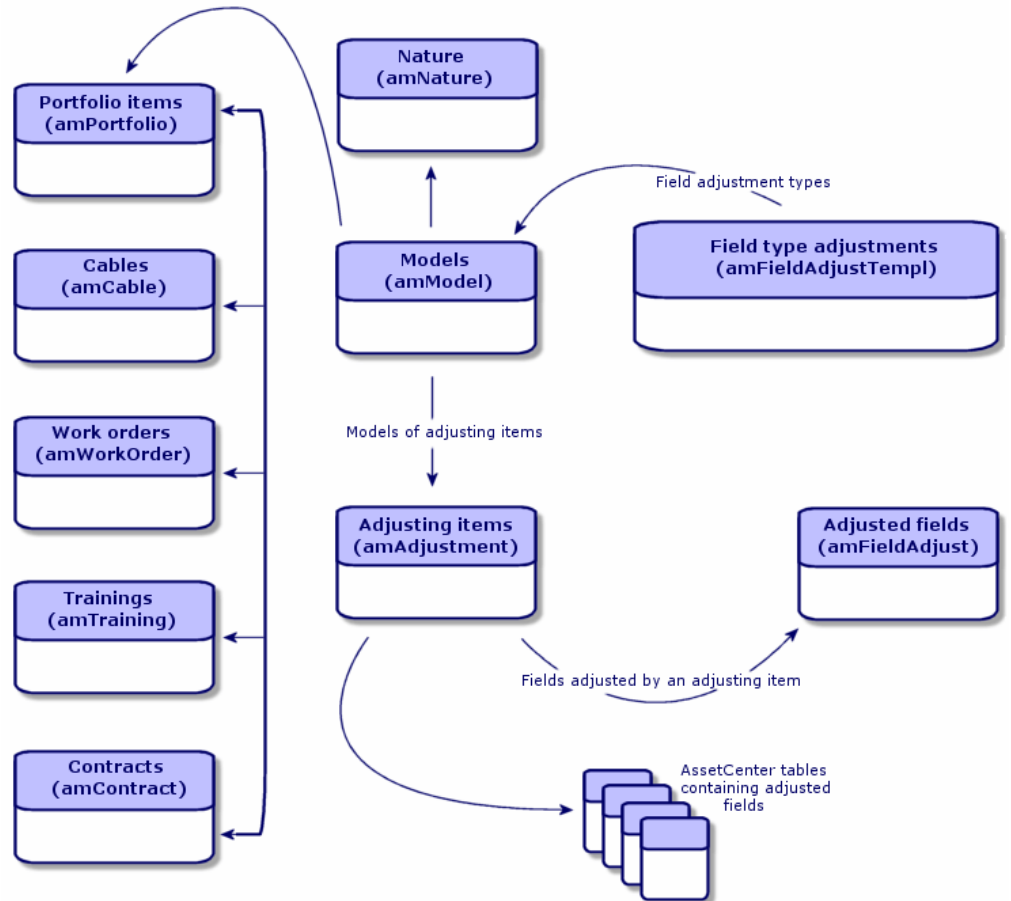 Nature
(amNature)
Portfolio items
(amPortfolio)
Field adjustment types
Models
(amModel)
Field type adjustments
(amFieldAdjustTempl)
Cables
(amCable)
Work orders
(amWorkOrder)
Models of adjusting items
Adjusting items
(amAdjustment)
Adjusted fields
(amFieldAdjust)
Trainings
(amTraining)
Fields adjusted by an adjusting item
Contracts
(amContract)
AssetCenter tables
containing adjusted
fields